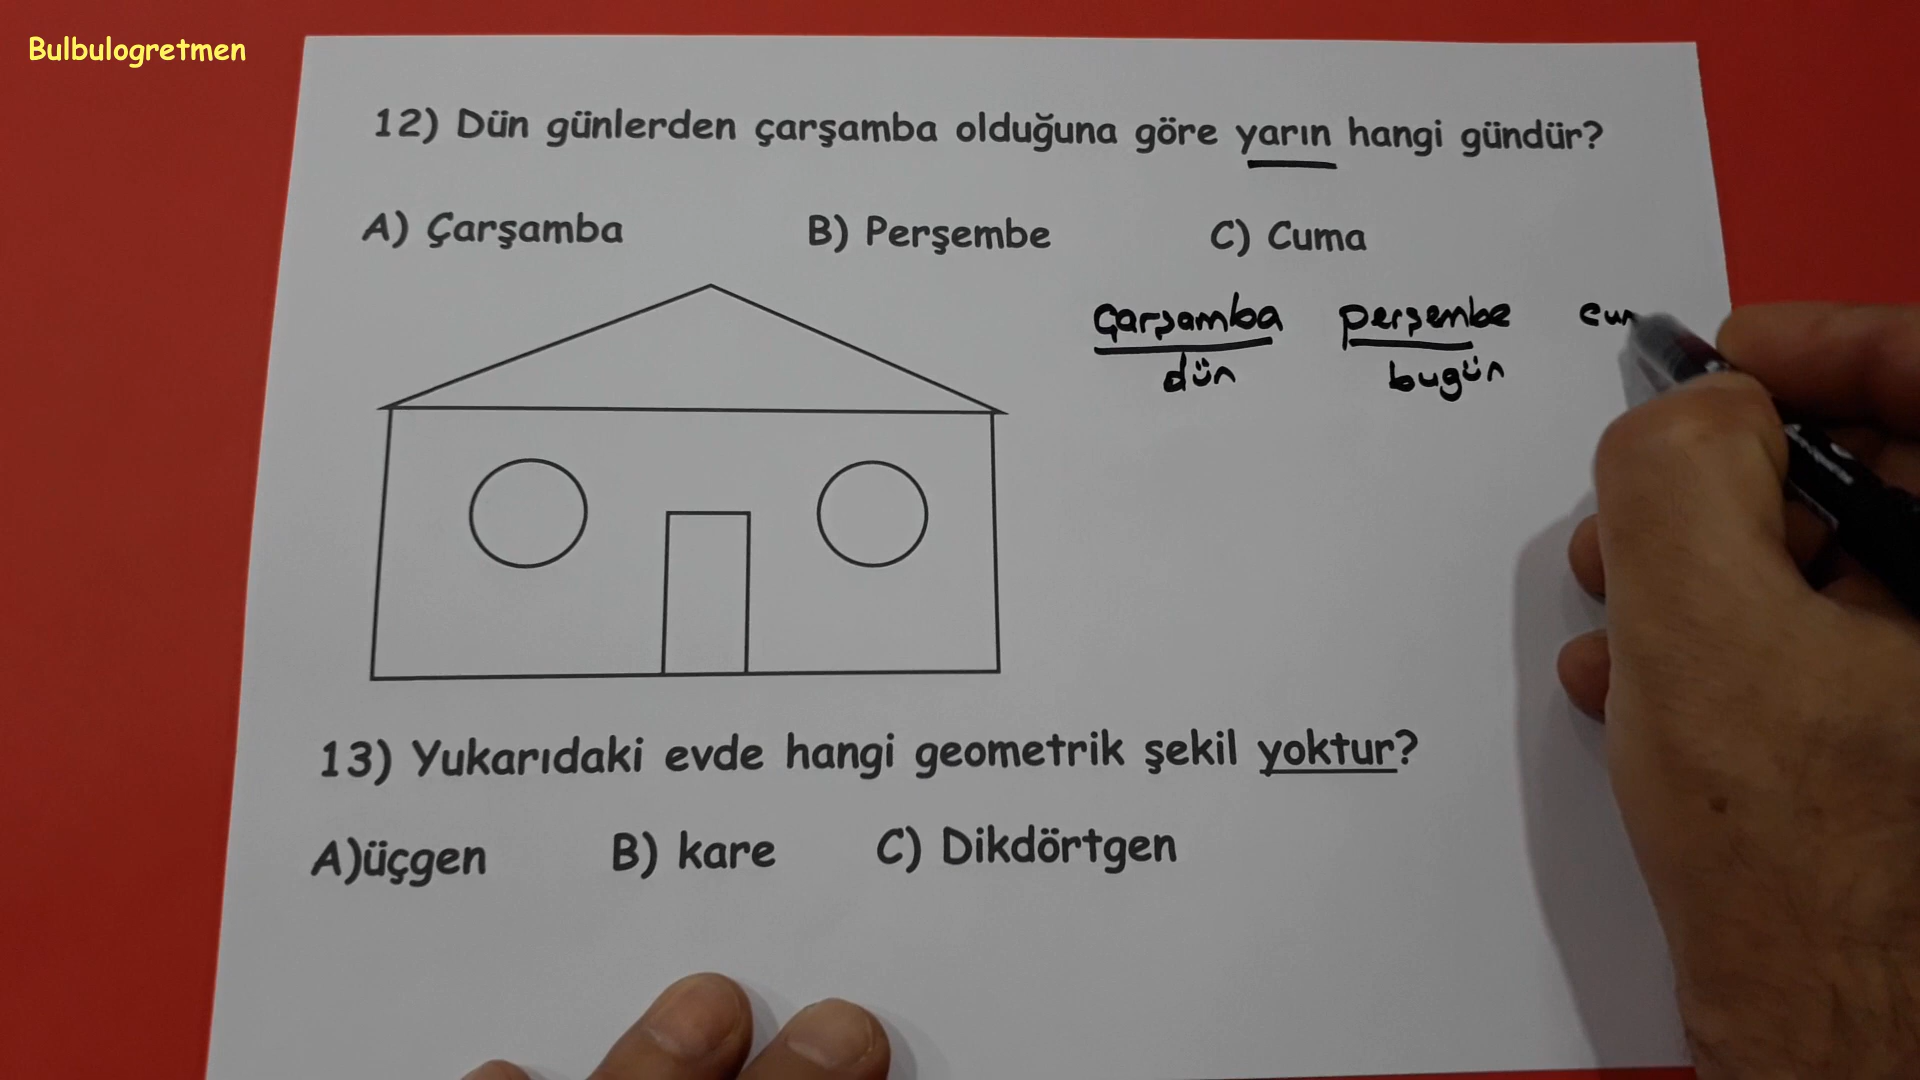 Bulbulogretmen
12) Dün günlerden çarşamba olduğuna göre yarın hangi gündür?
A) Çarşamba B) Perşembe C) Cuma
çarşamba perşembe cum
dün bugün
13) Yukarıdaki evde hangi geometrik şekil yoktur?
A)üçgen B) kare C) Dikdörtgen